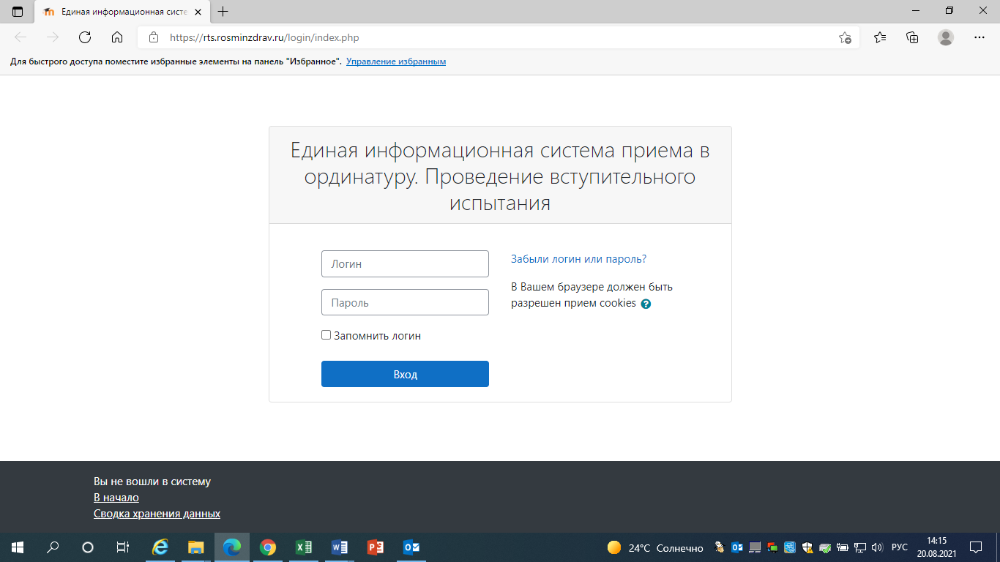 Единая информационная систе
https://rts.rosminzdrav.ru/login/index.php
Для быстрого доступа поместите избранные элементы на панель "Избранное". Управление избранным
Единая информационная система приема в
ординатуру. Проведение вступительного
испытания
Логин
Забыли логин или пароль?
В Вашем браузере должен быть
разрешен прием cookies ?
Пароль
Запомнить логин
Вход
Вы не вошли в систему
В начало
Сводка хранения данных
24°C Солнечно
РУС
14:15
20.08.2021